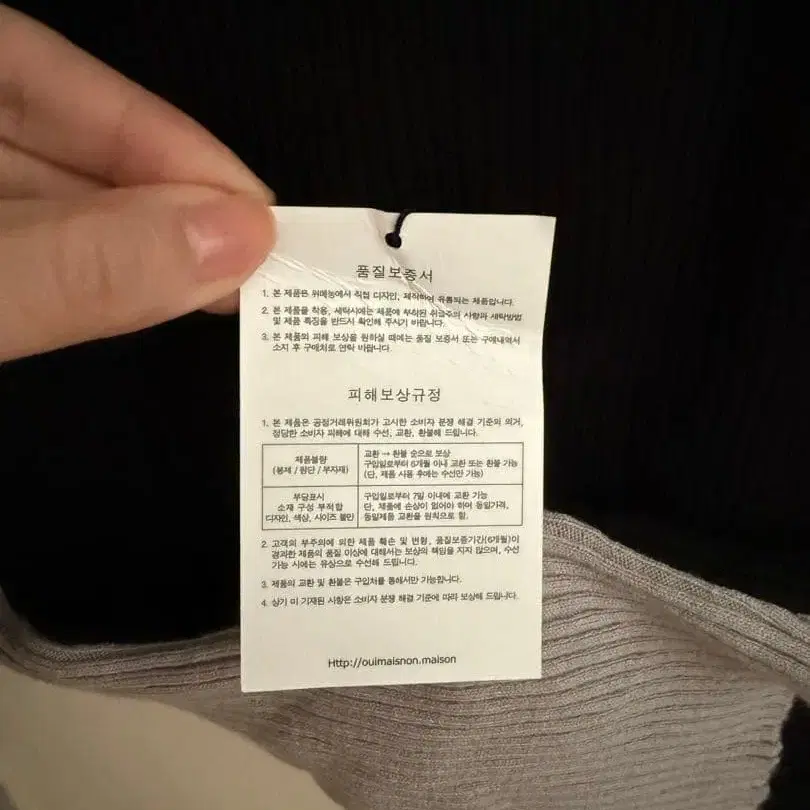 품질보증서
1. 본 제품은 위메농에서 직접 디자인, 제작하여 유통되는 제품입니다.
2. 본 제품을 착용, 세탁시에는 제품에 부착된 취급주의 사항과 세탁방법
및 제품 특징을 반드시 확인해 주시기 바랍니다.
3. 본 제품의 피해 보상을 원하실 때에는 품질 보증서 또는 구매내역서
소지 후 구매처로 연락 바랍니다.
피해보상규정
1. 본 제품은 공정거래위원회가 고시한 소비자 분쟁 해결 기준의 의거,
정당한 소비자 피해에 대해 수선, 교환, 환불해 드립니다.
제품불량
(봉제 / 원단 / 부자재)
교환 → 환불 순으로 보상
구입일로부터 6개월 이내 교환 또는 환불 가능
(단, 제품 사용 후에는 수선만 가능)
부당표시
소재 구성 부적합
디자인, 색상, 사이즈 불만
구입일로부터 7일 이내에 교환 가능
단, 제품에 손상이 없어야 하며 동일가격,
동일제품 교환을 원칙으로 함.
2. 고객의 부주의에 의한 제품 훼손 및 변형, 품질보증기간(6개월)이
경과한 제품의 품질 이상에 대해서는 보상의 책임을 지지 않으며, 수선
가능 시에는 유상으로 수선해 드립니다.
3. 제품의 교환 및 환불은 구입처를 통해서만 가능합니다.
4. 상기 미 기재된 사항은 소비자 분쟁 해결 기준에 따라 보상해 드립니다.
Http://ouimaisnon.maison